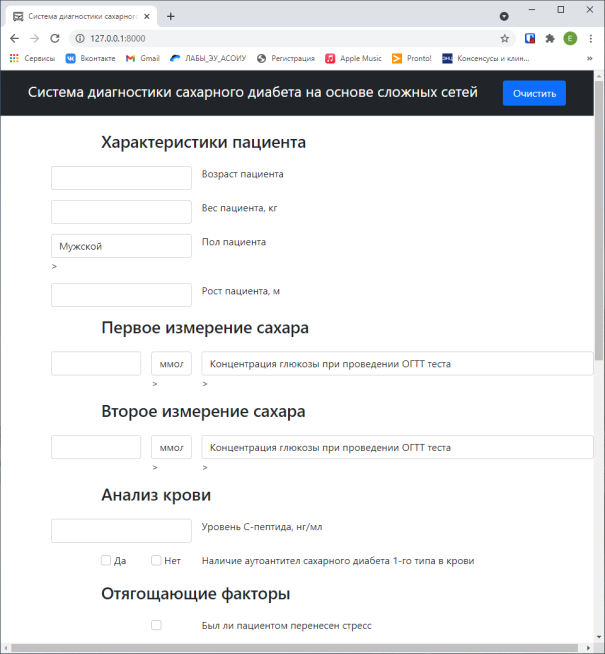 Система диагностики сахарного
127.0.0.1:8000
E
Сервисы Вконтакте Gmail ЛАБЫ_ЭУ_АСОИУ Регистрация Apple Music Pronto! ЭНЦ Консенсусы и клин... »
Система диагностики сахарного диабета на основе сложных сетей Очистить
Характеристики пациента
Возраст пациента
Вес пациента, кг
Мужской Пол пациента
>
Рост пациента, м
Первое измерение сахара
ммол Концентрация глюкозы при проведении ОГТТ теста
> >
Второе измерение сахара
ммол Концентрация глюкозы при проведении ОГТТ теста
> >
Анализ крови
Уровень С-пептида, нг/мл
Да Нет Наличие аутоантител сахарного диабета 1-го типа в крови
Отягощающие факторы
Был ли пациентом перенесен стресс